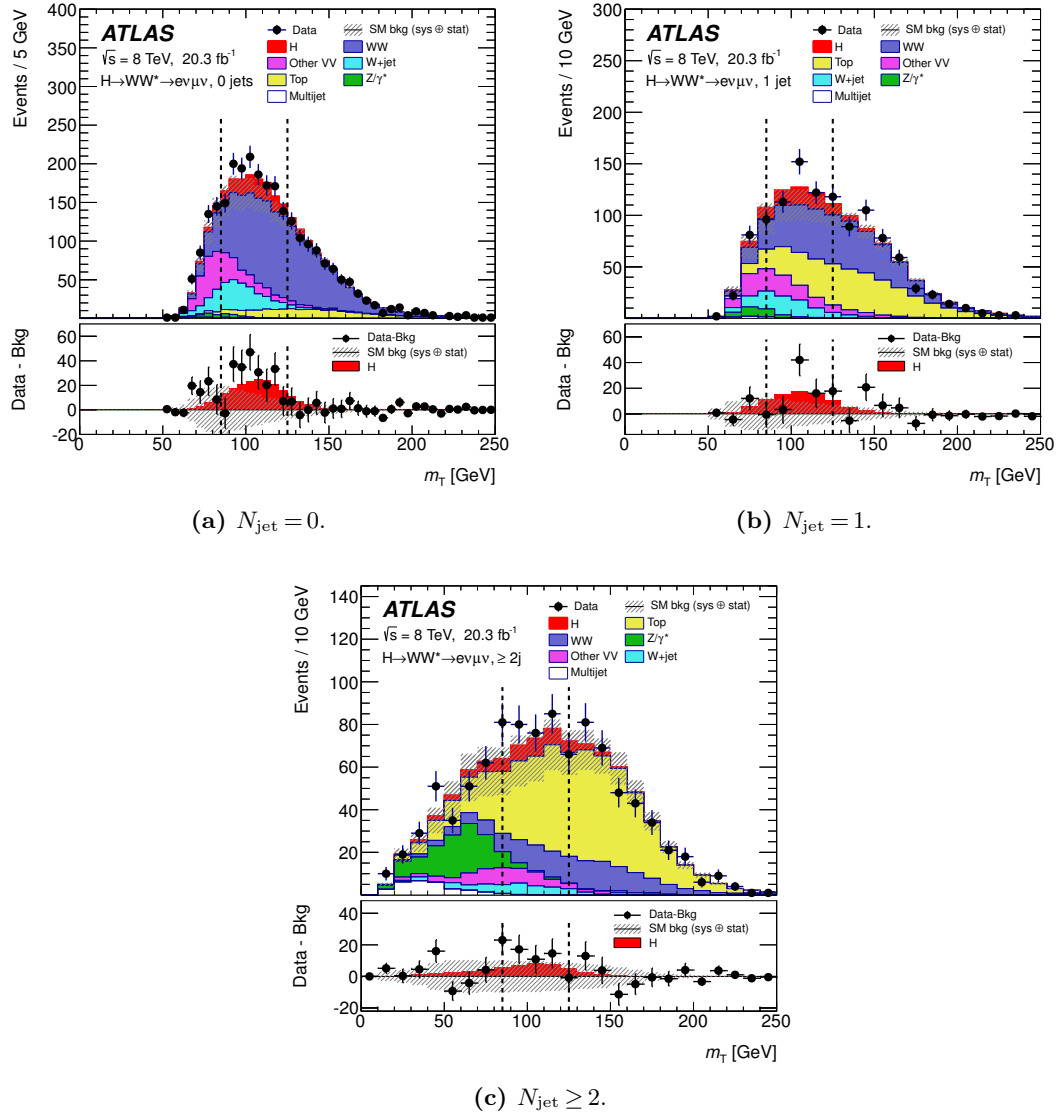 Events / 5 GeV
400
350
300
250
200
150
100
50
ATLAS
√s = 8 TeV, 20.3 fb⁻¹
H→WW*→eνμν, 0 jets
Data
SM bkg (sys ⊕ stat)
H
WW
Other VV
W+jet
Top
Z/γ*
Multijet
Data - Bkg
60
40
20
0
-20
Data-Bkg
SM bkg (sys ⊕ stat)
H
0 50 100 150 200 250
m_T [GeV]
(a) N_jet = 0.
Events / 10 GeV
300
250
200
150
100
50
ATLAS
√s = 8 TeV, 20.3 fb⁻¹
H→WW*→eνμν, 1 jet
Data
SM bkg (sys ⊕ stat)
H
WW
Top
Other VV
W+jet
Z/γ*
Multijet
Data - Bkg
60
40
20
0
Data-Bkg
SM bkg (sys ⊕ stat)
H
0 50 100 150 200 250
m_T [GeV]
(b) N_jet = 1.
Events / 10 GeV
140
120
100
80
60
40
20
ATLAS
√s = 8 TeV, 20.3 fb⁻¹
H→WW*→eνμν, ≥ 2j
Data
SM bkg (sys ⊕ stat)
H
Top
WW
Z/γ*
Other VV
W+jet
Multijet
Data - Bkg
40
20
0
-20
Data-Bkg
SM bkg (sys ⊕ stat)
H
0 50 100 150 200 250
m_T [GeV]
(c) N_jet ≥ 2.